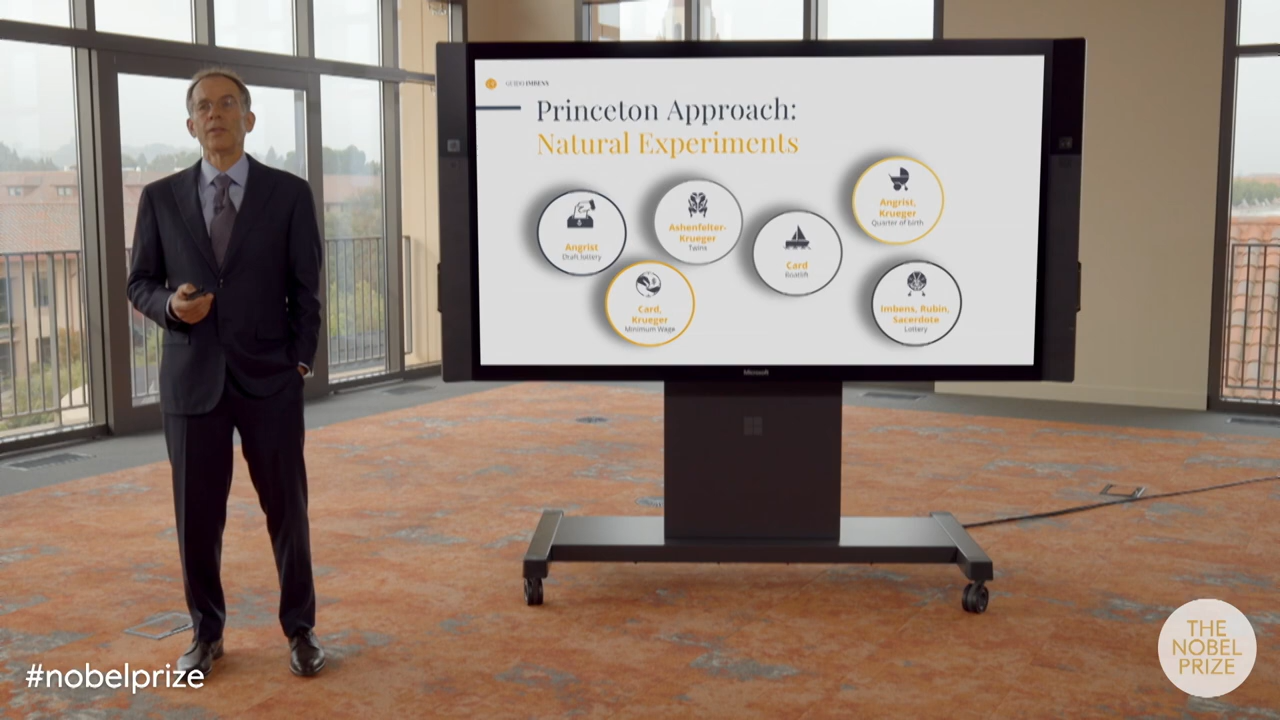 GUIDO IMBENS
Princeton Approach:
Natural Experiments
Angrist
Draft lottery
Ashenfelter-
Krueger
Twins
Card,
Krueger
Minimum Wage
Card
Boatlift
Angrist,
Krueger
Quarter of birth
Imbens, Rubin,
Sacerdote
Lottery
Microsoft
#nobelprize
THE
NOBEL
PRIZE